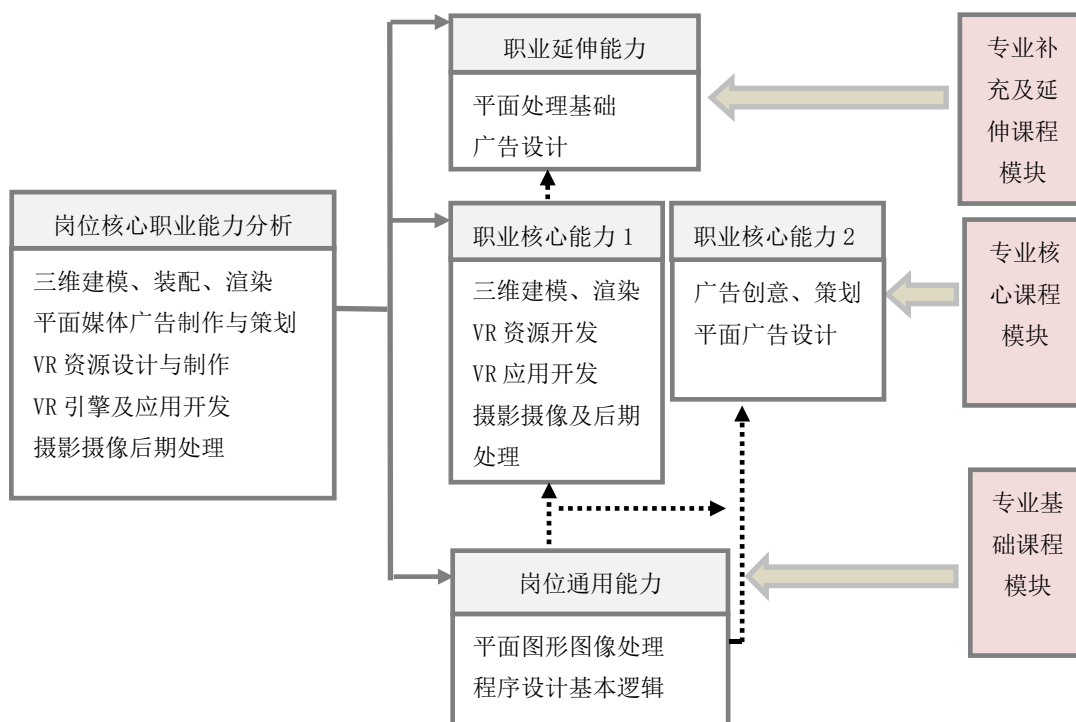 职业延伸能力
平面处理基础
广告设计
专业补
充及延
伸课程
模块
岗位核心职业能力分析
三维建模、装配、渲染
平面媒体广告制作与策划
VR 资源设计与制作
VR 引擎及应用开发
摄影摄像后期处理
职业核心能力 1
三维建模、渲染
VR 资源开发
VR 应用开发
摄影摄像及后期
处理
职业核心能力 2
广告创意、策划
平面广告设计
专业核
心课程
模块
岗位通用能力
平面图形图像处理
程序设计基本逻辑
专业基
础课程
模块